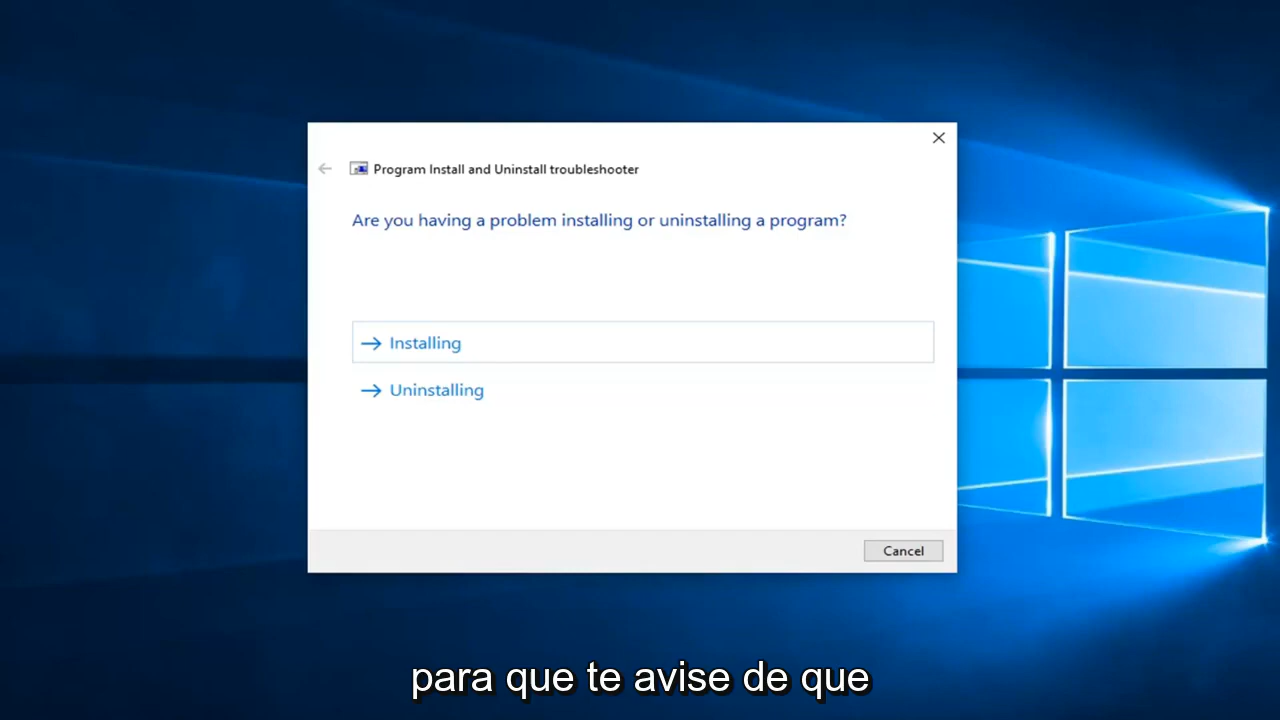 Program Install and Uninstall troubleshooter
Are you having a problem installing or uninstalling a program?
Installing
Uninstalling
Cancel
para que te avise de que